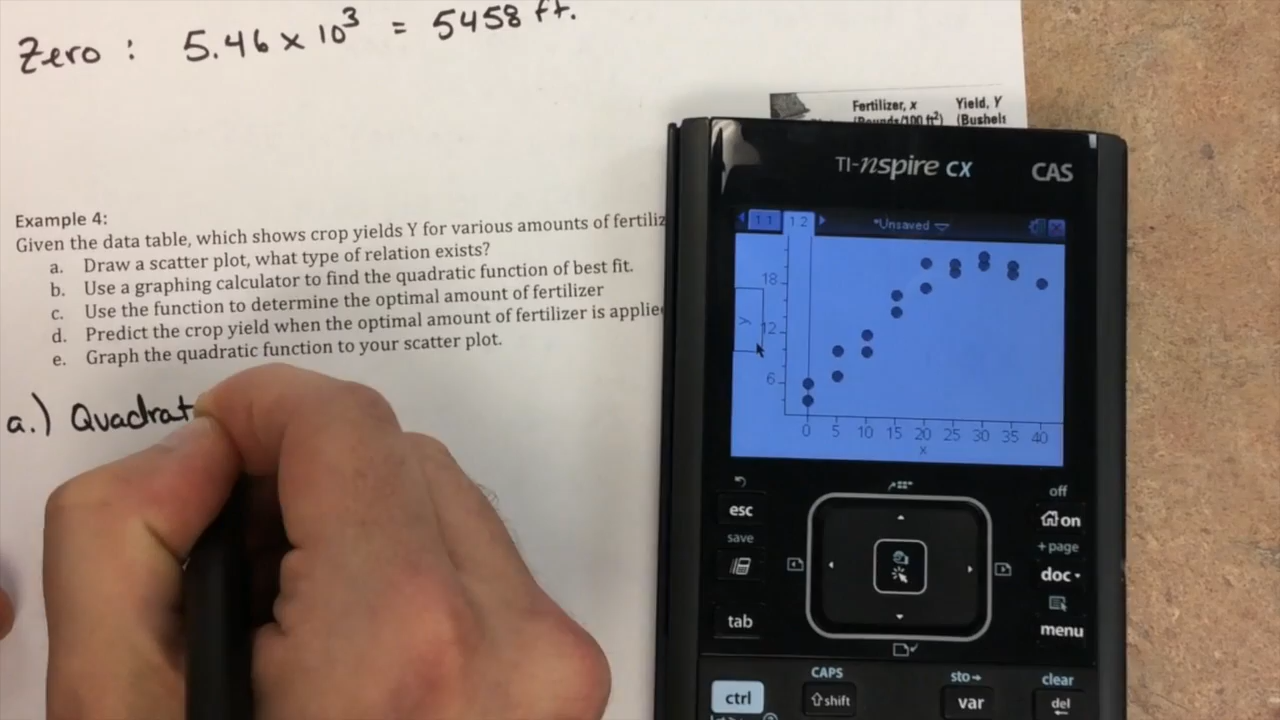 Zero : 5.46 x 10³ = 5458 ft.
Fertilizer, x Yield, Y
(Pounds/100 ft²) (Bushels
Example 4:
Given the data table, which shows crop yields Y for various amounts of fertiliz
a. Draw a scatter plot, what type of relation exists?
b. Use a graphing calculator to find the quadratic function of best fit.
c. Use the function to determine the optimal amount of fertilizer
d. Predict the crop yield when the optimal amount of fertilizer is applie
e. Graph the quadratic function to your scatter plot.
a.) Quadrat
TI-nspire CX CAS
1.1 1.2 *Unsaved
18
12
6
y
0 5 10 15 20 25 30 35 40
x
esc
save
tab
off
on
+page
doc
menu
ctrl
CAPS
shift
sto→
var
clear
del